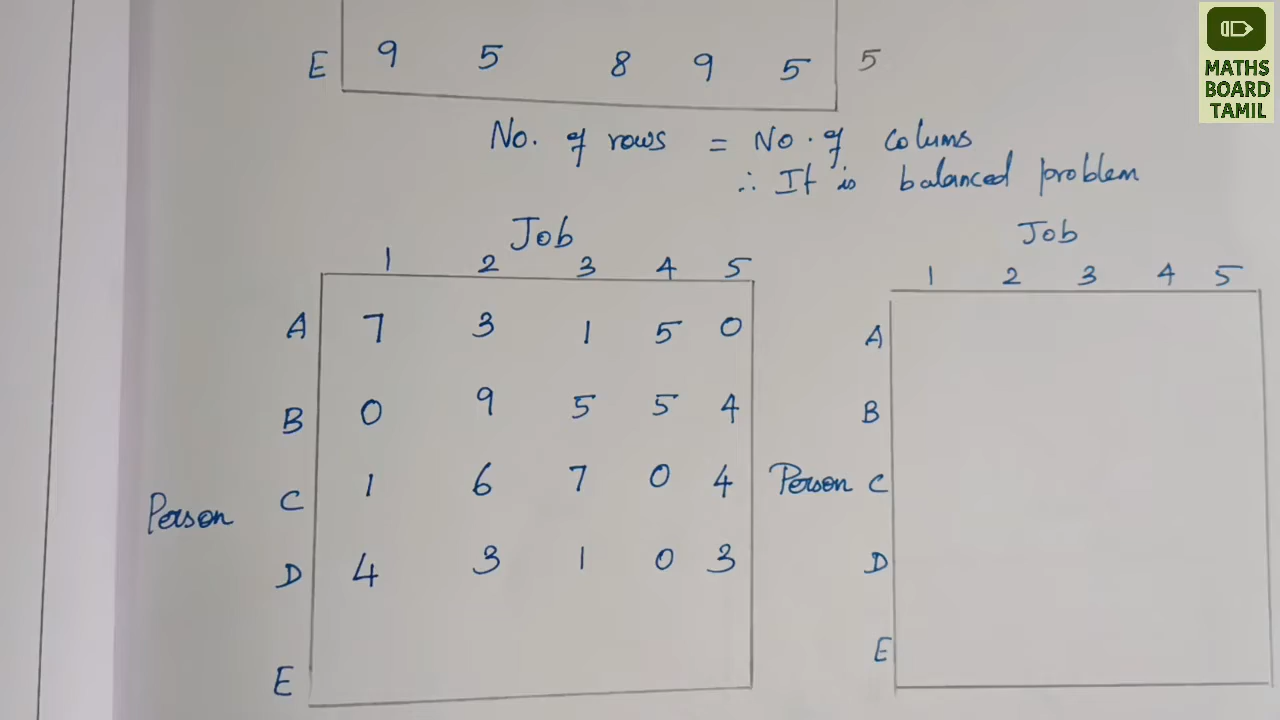 MATHS
BOARD
TAMIL
E 9 5 8 9 5 5
No. of rows = No. of colums
∴ It is balanced problem
Job
1 2 3 4 5
A 7 3 1 5 0
B 0 9 5 5 4
Person C 1 6 7 0 4
D 4 3 1 0 3
E
Job
1 2 3 4 5
A
B
Person C
D
E